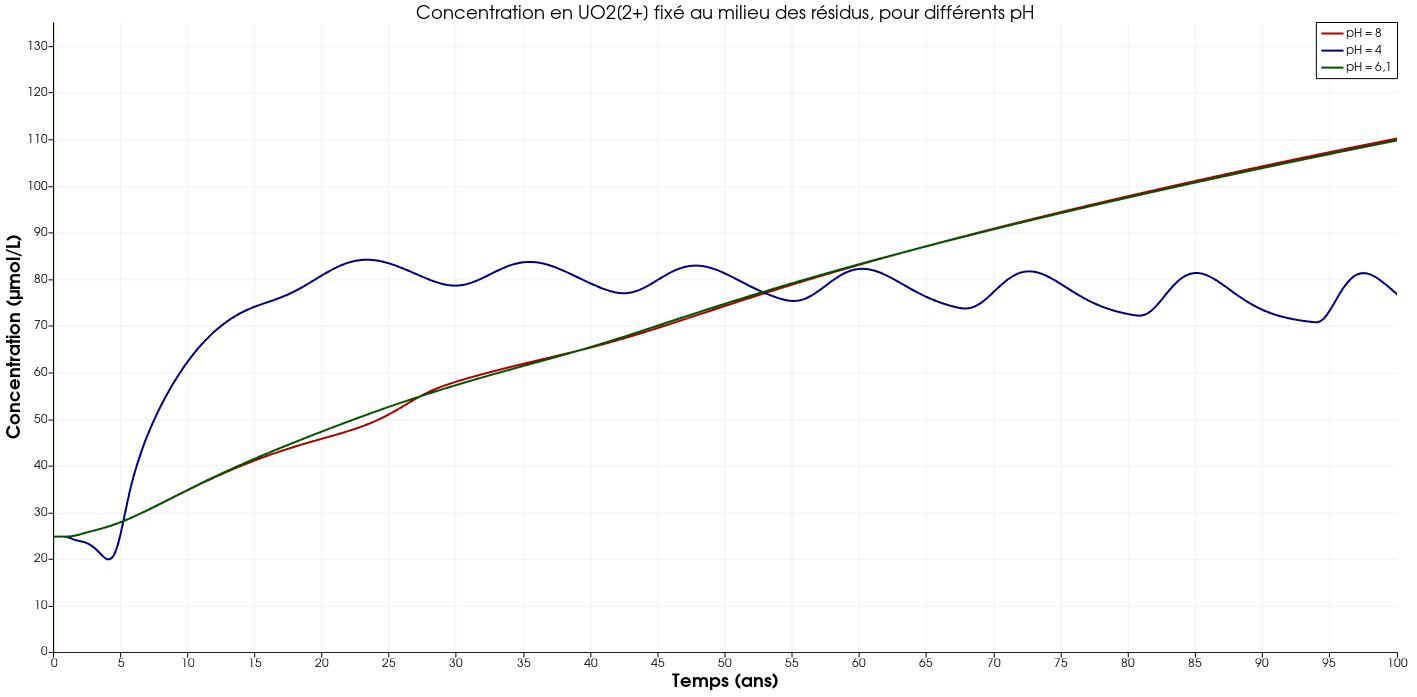 Concentration en UO2(2+) fixé au milieu des résidus, pour différents pH
pH = 8
pH = 4
pH = 6,1
Concentration (µmol/L)
130
120
110
100
90
80
70
60
50
40
30
20
10
0
0 5 10 15 20 25 30 35 40 45 50 55 60 65 70 75 80 85 90 95 100
Temps (ans)